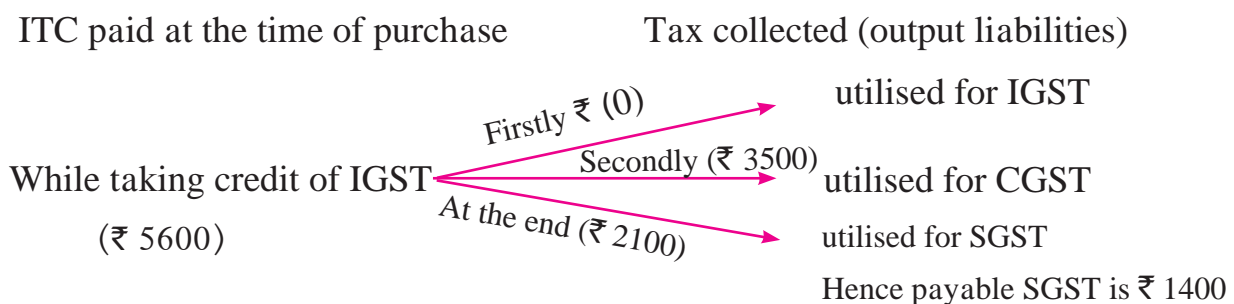 ITC paid at the time of purchase Tax collected (output liabilities)
Firstly ₹ (0) utilised for IGST
While taking credit of IGST Secondly (₹ 3500) utilised for CGST
(₹ 5600) At the end (₹ 2100) utilised for SGST
Hence payable SGST is ₹ 1400